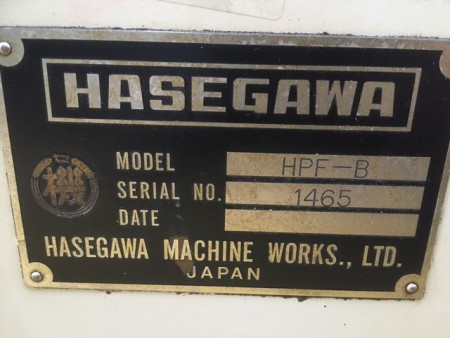 HASEGAWA
MODEL HPF-B
SERIAL NO. 1465
DATE
HASEGAWA MACHINE WORKS., LTD.
JAPAN